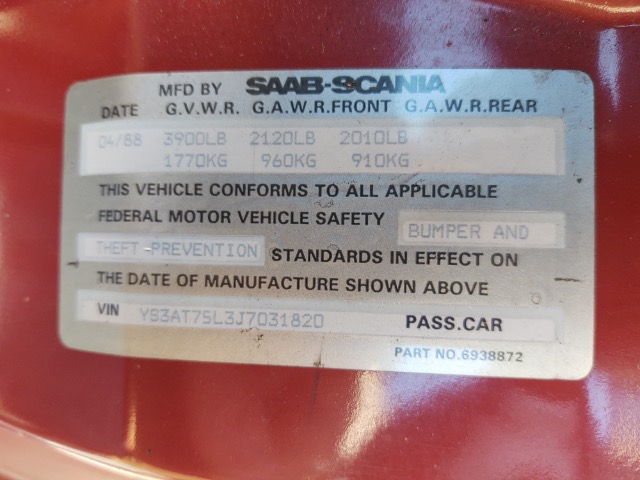 MFD BY SAAB-SCANIA
DATE G.V.W.R. G.A.W.R.FRONT G.A.W.R.REAR
04/88 3900LB 2120LB 2010LB
1770KG 960KG 910KG
THIS VEHICLE CONFORMS TO ALL APPLICABLE
FEDERAL MOTOR VEHICLE SAFETY BUMPER AND
THEFT PREVENTION STANDARDS IN EFFECT ON
THE DATE OF MANUFACTURE SHOWN ABOVE
VIN YS3AT75L3J7031820 PASS.CAR
PART NO.6938872